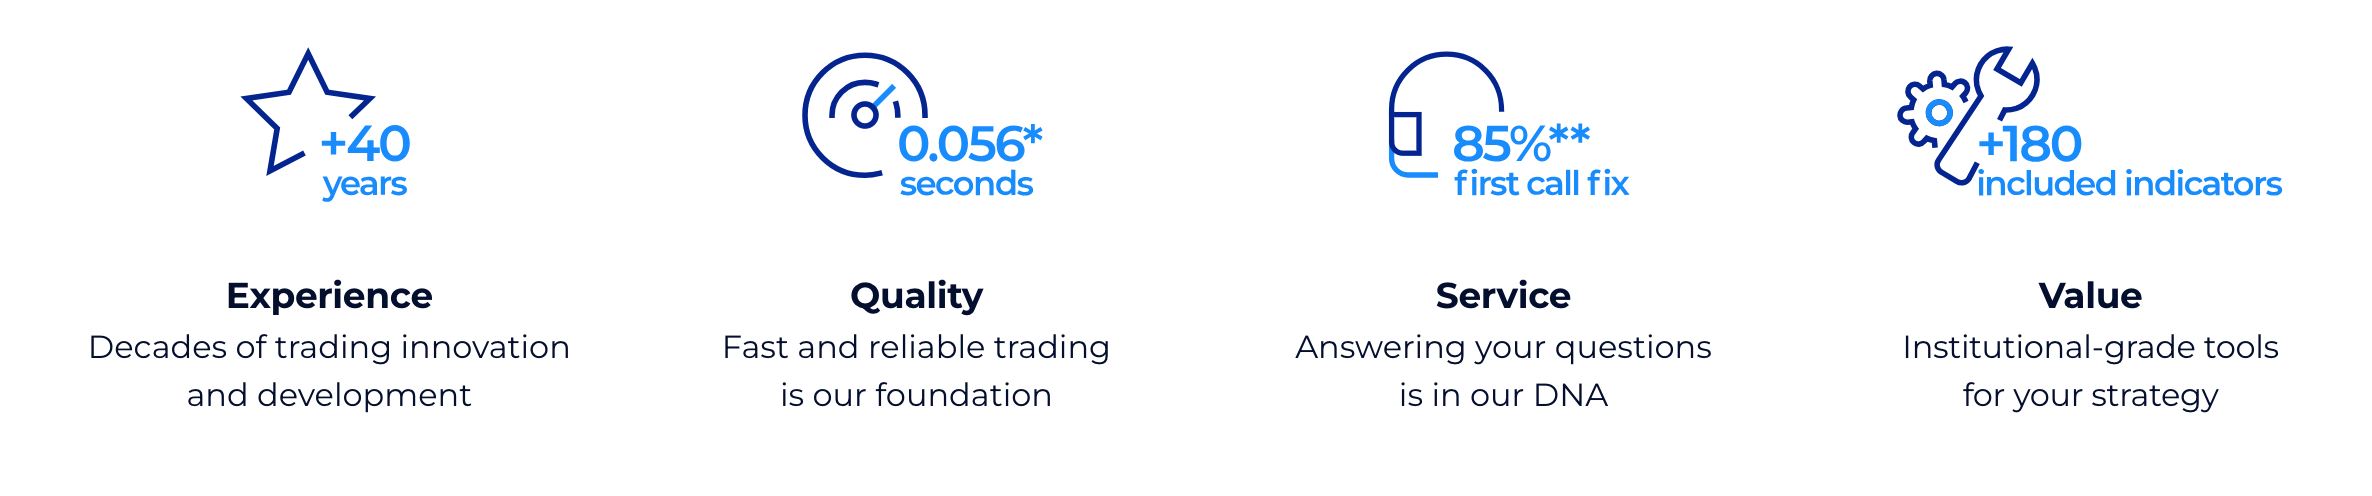 +40
years
Experience
Decades of trading innovation
and development
0.056*
seconds
Quality
Fast and reliable trading
is our foundation
85%**
first call fix
Service
Answering your questions
is in our DNA
+180
included indicators
Value
Institutional-grade tools
for your strategy